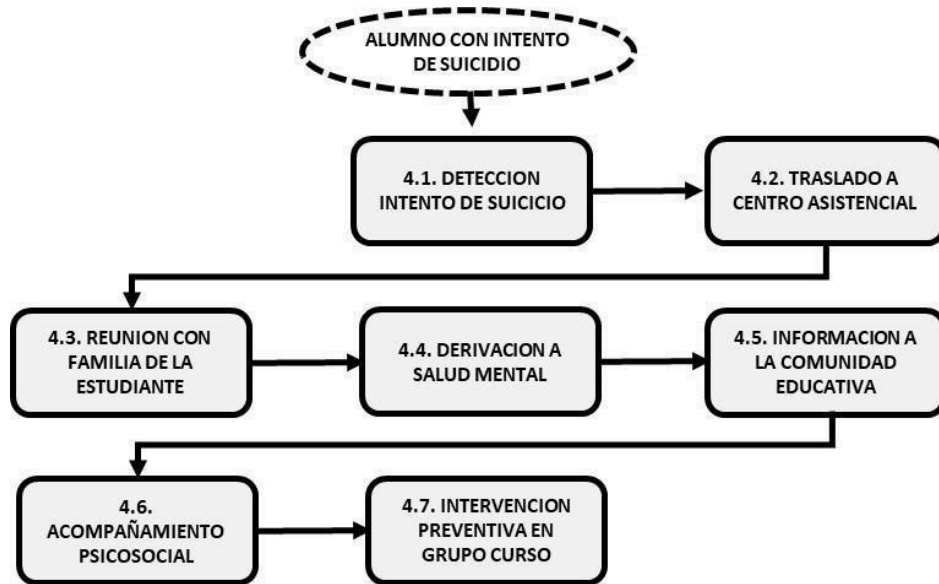 ALUMNO CON INTENTO
DE SUICIDIO
4.1. DETECCION
INTENTO DE SUICICIO
4.2. TRASLADO A
CENTRO ASISTENCIAL
4.3. REUNION CON
FAMILIA DE LA
ESTUDIANTE
4.4. DERIVACION A
SALUD MENTAL
4.5. INFORMACION A
LA COMUNIDAD
EDUCATIVA
4.6.
ACOMPAÑAMIENTO
PSICOSOCIAL
4.7. INTERVENCION
PREVENTIVA EN
GRUPO CURSO